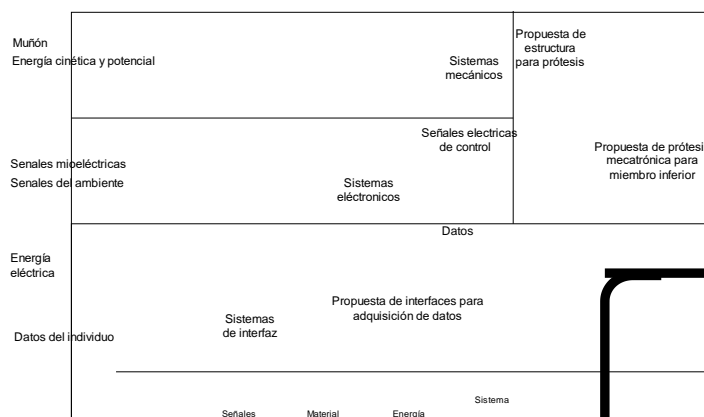 Muñón
Energía cinética y potencial
Sistemas
mecánicos
Propuesta de
estructura
para prótesis
Señales electricas
de control
Senales mioeléctricas
Senales del ambiente
Sistemas
eléctronicos
Propuesta de prótesi
mecatrónica para
miembro inferior
Datos
Energía
eléctrica
Propuesta de interfaces para
adquisición de datos
Sistemas
de interfaz
Datos del individuo
Señales
Material
Energía
Sistema